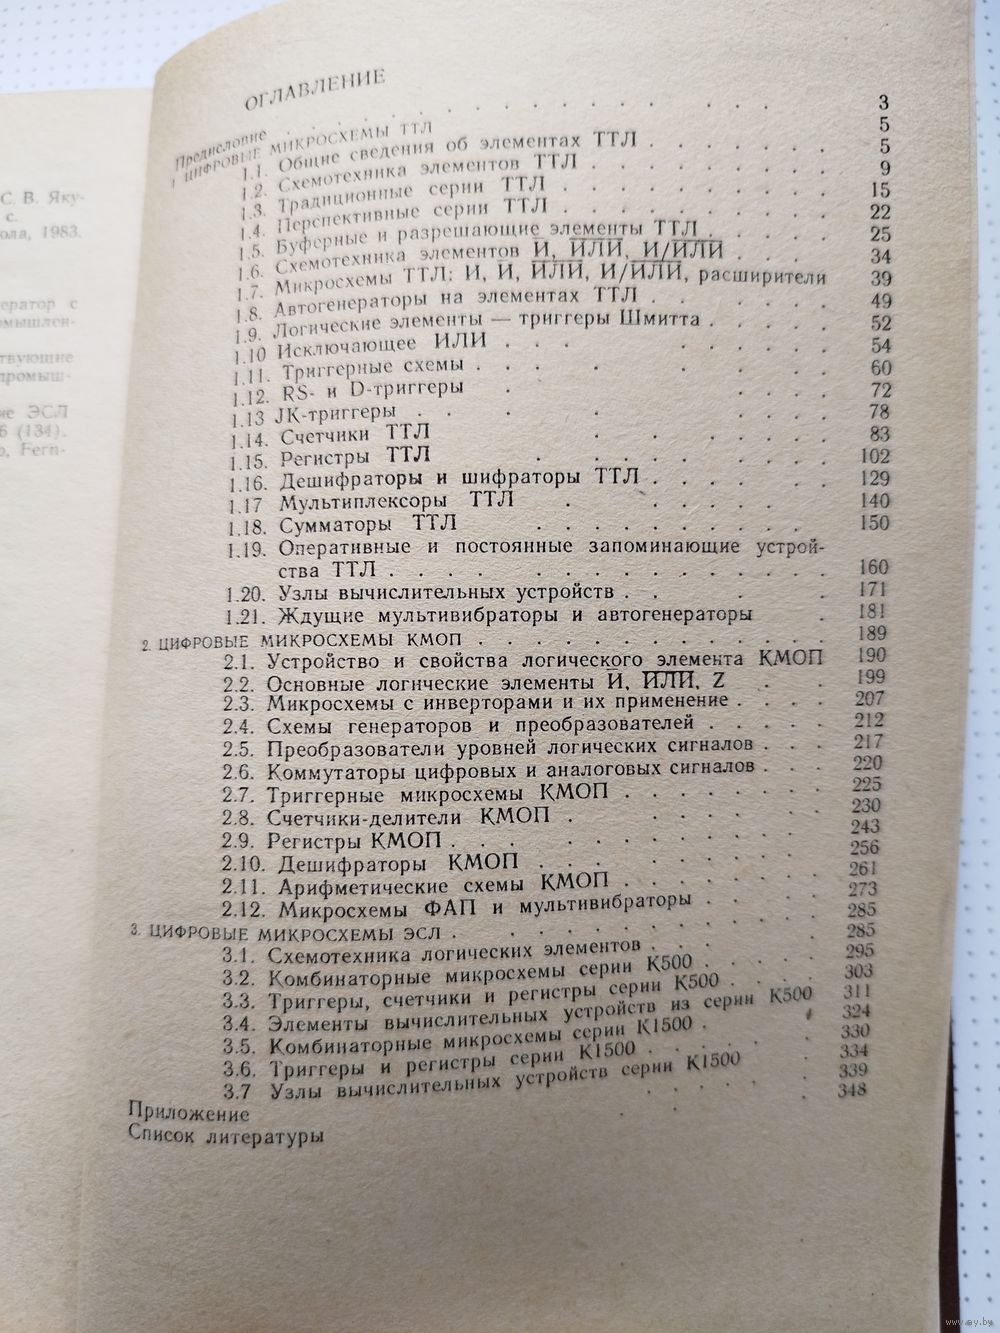 С. В. Яку-
с.
ола, 1983.
ератор с
омышлен-
твующие
промыш-
ие ЭСЛ
6 (134).
о, Fern-
ОГЛАВЛЕНИЕ
Предисловие . . . . . . . . . . 3
1 ЦИФРОВЫЕ МИКРОСХЕМЫ ТТЛ 5
1.1. Общие сведения об элементах ТТЛ . . . . 5
1.2. Схемотехника элементов ТТЛ . . . . 9
1.3. Традиционные серии ТТЛ . . . . 15
1.4. Перспективные серии ТТЛ . . . . 22
1.5. Буферные и разрешающие элементы ТТЛ . . . 25
1.6. Схемотехника элементов И̅, И̅Л̅И̅, И̅/̅И̅Л̅И̅ . . . 34
1.7. Микросхемы ТТЛ: И, И̅, И̅Л̅И̅, И̅/̅И̅Л̅И̅, расширители 39
1.8. Автогенераторы на элементах ТТЛ . . . . 49
1.9. Логические элементы — триггеры Шмитта . . . . 52
1.10 Исключающее ИЛИ . . . . 54
1.11. Триггерные схемы . . . . 60
1.12. RS- и D-триггеры . . . . 72
1.13 JK-триггеры . . . . 78
1.14. Счетчики ТТЛ . . . . 83
1.15. Регистры ТТЛ . . . . 102
1.16. Дешифраторы и шифраторы ТТЛ . . . . 129
1.17 Мультиплексоры ТТЛ . . . . 140
1.18. Сумматоры ТТЛ . . . . 150
1.19. Оперативные и постоянные запоминающие устрой-
ства ТТЛ . . . . 160
1.20. Узлы вычислительных устройств . . . . 171
1.21. Ждущие мультивибраторы и автогенераторы . 181
2. ЦИФРОВЫЕ МИКРОСХЕМЫ КМОП . . . . 189
2.1. Устройство и свойства логического элемента КМОП 190
2.2. Основные логические элементы И̅, И̅Л̅И̅, Z . . 199
2.3. Микросхемы с инверторами и их применение . . . . 207
2.4. Схемы генераторов и преобразователей . . . . 212
2.5. Преобразователи уровней логических сигналов . . . 217
2.6. Коммутаторы цифровых и аналоговых сигналов . . . 220
2.7. Триггерные микросхемы КМОП . . . . 225
2.8. Счетчики-делители КМОП . . . . 230
2.9. Регистры КМОП . . . . 243
2.10. Дешифраторы КМОП . . . . 256
2.11. Арифметические схемы КМОП . . . . 261
2.12. Микросхемы ФАП и мультивибраторы . . . . 273
3. ЦИФРОВЫЕ МИКРОСХЕМЫ ЭСЛ . . . . 285
3.1. Схемотехника логических элементов . . . . 285
3.2. Комбинаторные микросхемы серии К500 . . . . 295
3.3. Триггеры, счетчики и регистры серии К500 . . . . 303
3.4. Элементы вычислительных устройств из серии К500 311
3.5. Комбинаторные микросхемы серии К1500 . . . . 324
3.6. Триггеры и регистры серии К1500 . . . . 330
3.7 Узлы вычислительных устройств серии К1500 . 334
Приложение . . . . 339
Список литературы . . . 348
www.ay.by